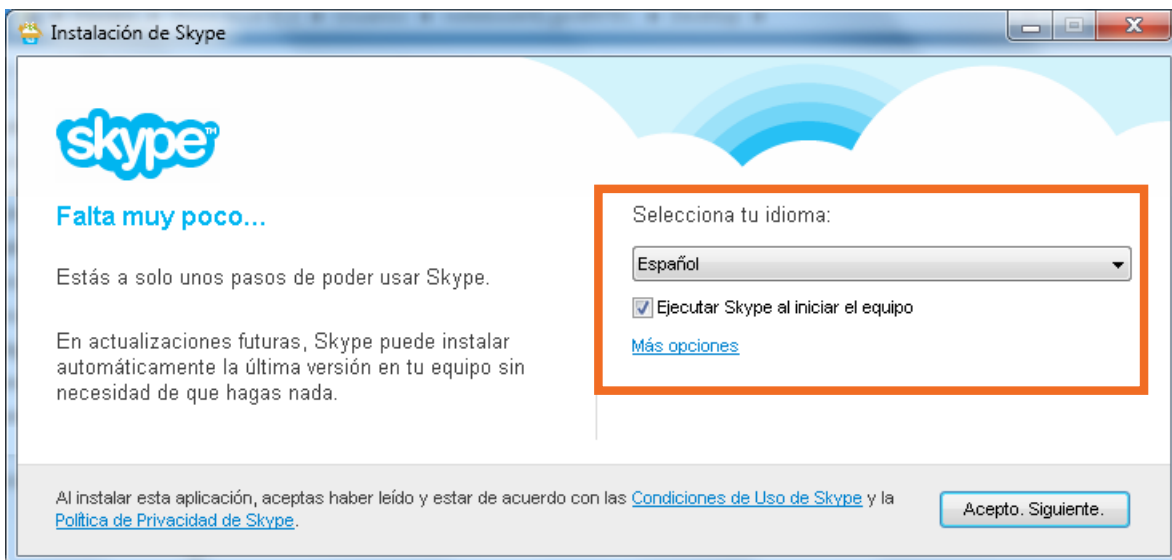 Instalación de Skype
skype™
Falta muy poco...
Estás a solo unos pasos de poder usar Skype.
En actualizaciones futuras, Skype puede instalar
automáticamente la última versión en tu equipo sin
necesidad de que hagas nada.
Selecciona tu idioma:
Español
Ejecutar Skype al iniciar el equipo
Más opciones
Al instalar esta aplicación, aceptas haber leído y estar de acuerdo con las Condiciones de Uso de Skype y la
Política de Privacidad de Skype.
Acepto. Siguiente.